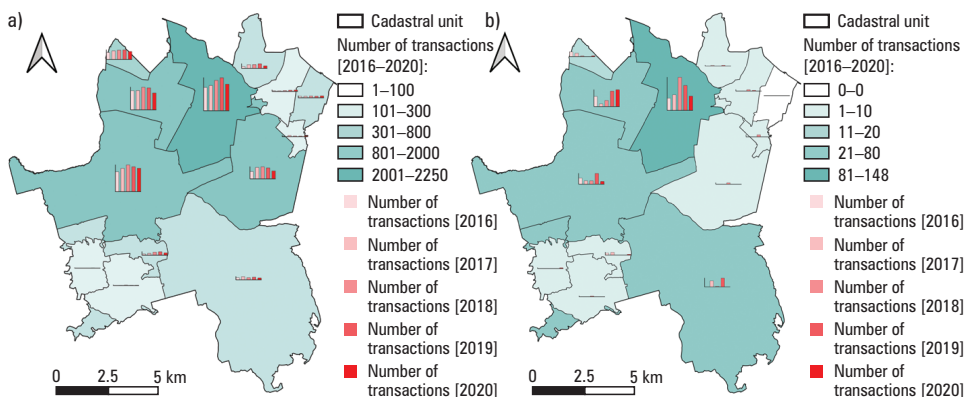 a)
Cadastral unit
Number of transactions
[2016–2020]:
1–100
101–300
301–800
801–2000
2001–2250
Number of
transactions [2016]
Number of
transactions [2017]
Number of
transactions [2018]
Number of
transactions [2019]
Number of
transactions [2020]
0 2.5 5 km
b)
Cadastral unit
Number of transactions
[2016–2020]:
0–0
1–10
11–20
21–80
81–148
Number of
transactions [2016]
Number of
transactions [2017]
Number of
transactions [2018]
Number of
transactions [2019]
Number of
transactions [2020]
0 2.5 5 km